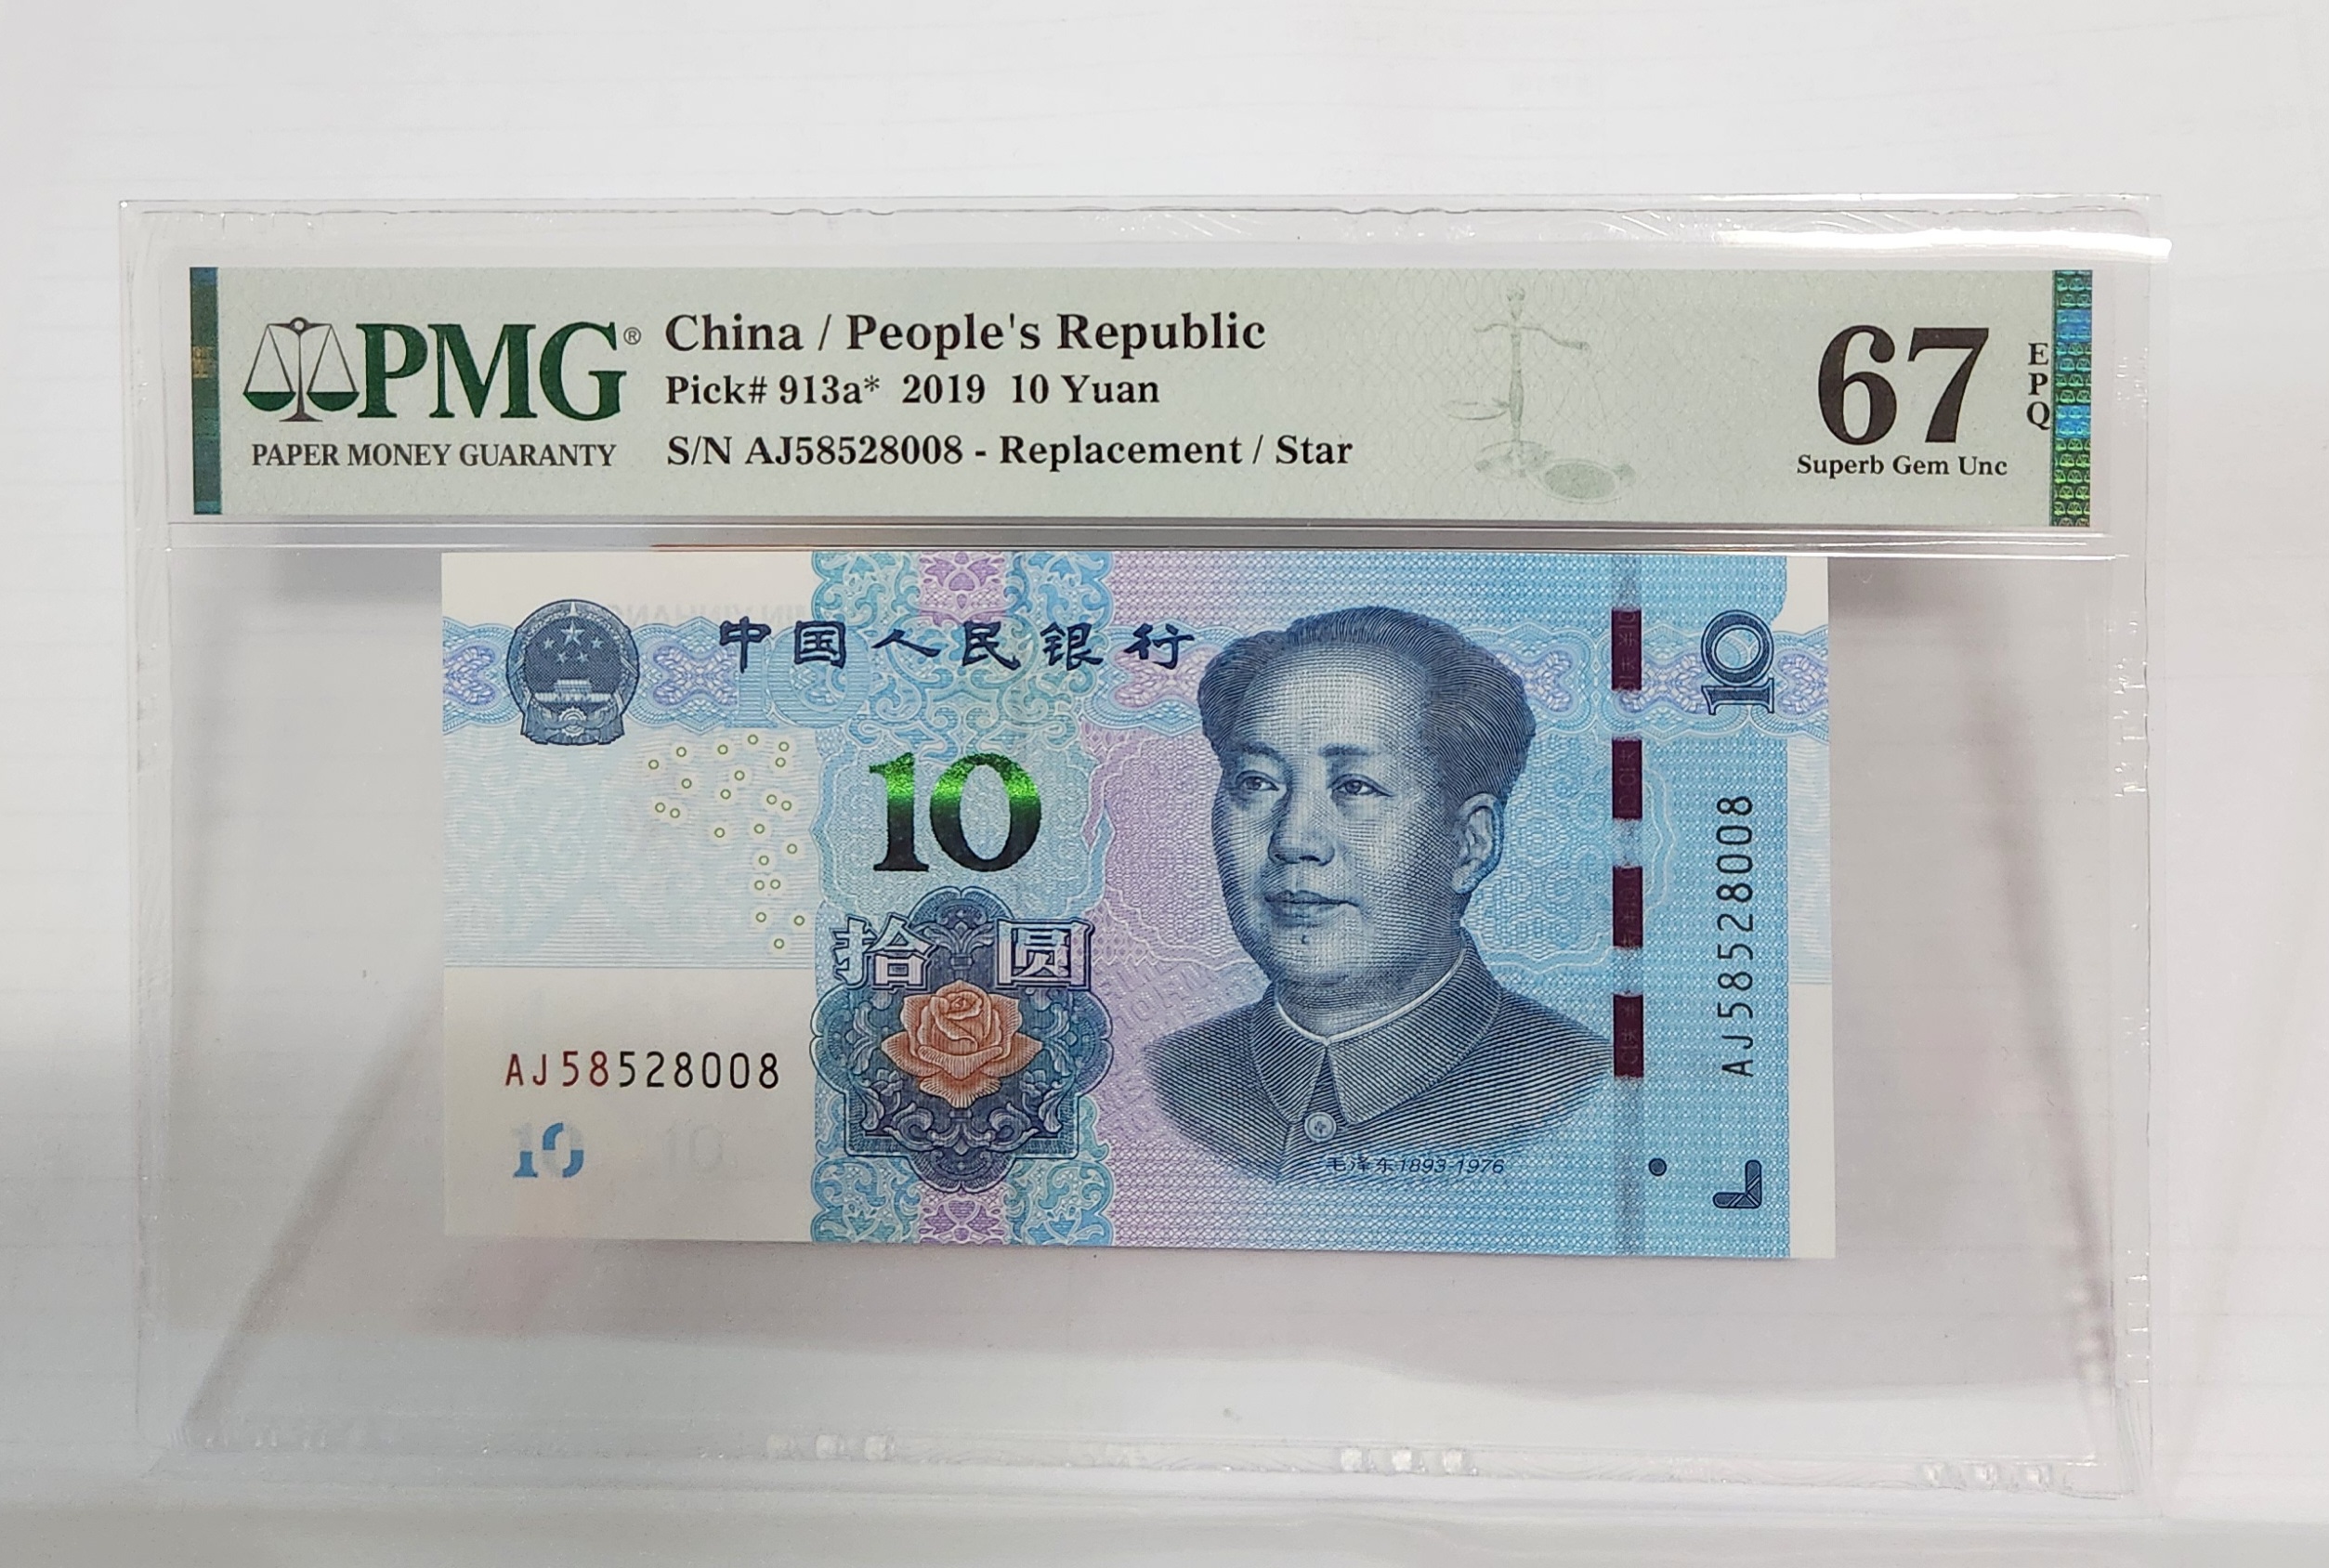 PMG®
PAPER MONEY GUARANTY
China / People's Republic
Pick# 913a* 2019 10 Yuan
S/N AJ58528008 - Replacement / Star
67
EPQ
Superb Gem Unc
中国人民银行
10
10
拾圆
AJ58528008
10
10
AJ58528008
毛泽东1893-1976